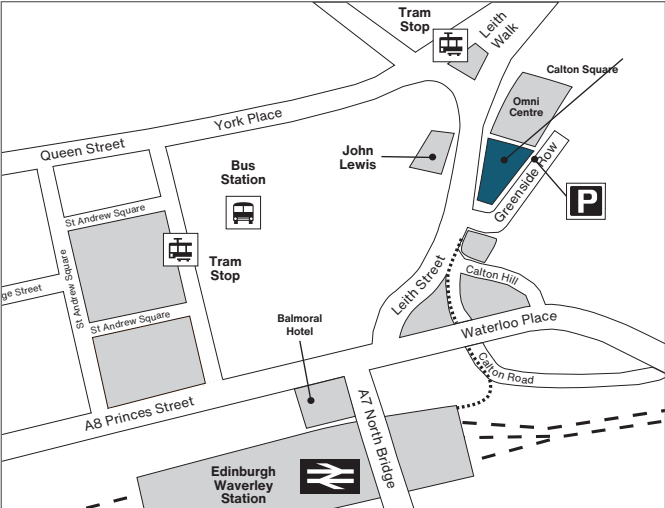 Tram
Stop
Leith
Walk
Calton Square
Omni
Centre
York Place
Queen Street
John
Lewis
Greenside Row
P
Bus
Station
St Andrew Square
St Andrew Square
Tram
Stop
ge Street
St Andrew Square
Leith Street
Calton Hill
Balmoral
Hotel
Waterloo Place
Calton Road
A8 Princes Street
A7 North Bridge
Edinburgh
Waverley
Station